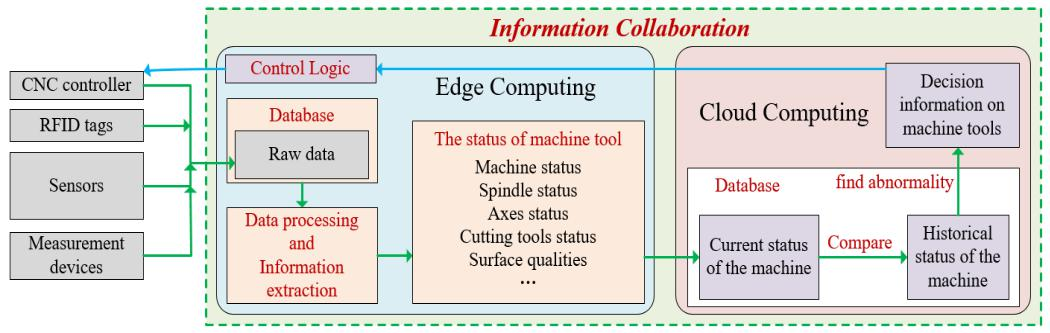 Information Collaboration
CNC controller
RFID tags
Sensors
Measurement
devices
Control Logic
Edge Computing
Database
Raw data
Data processing
and
Information
extraction
The status of machine tool
Machine status
Spindle status
Axes status
Cutting tools status
Surface qualities
...
Cloud Computing
Decision
information on
machine tools
Database
find abnormality
Current status
of the machine
Compare
Historical
status of the
machine